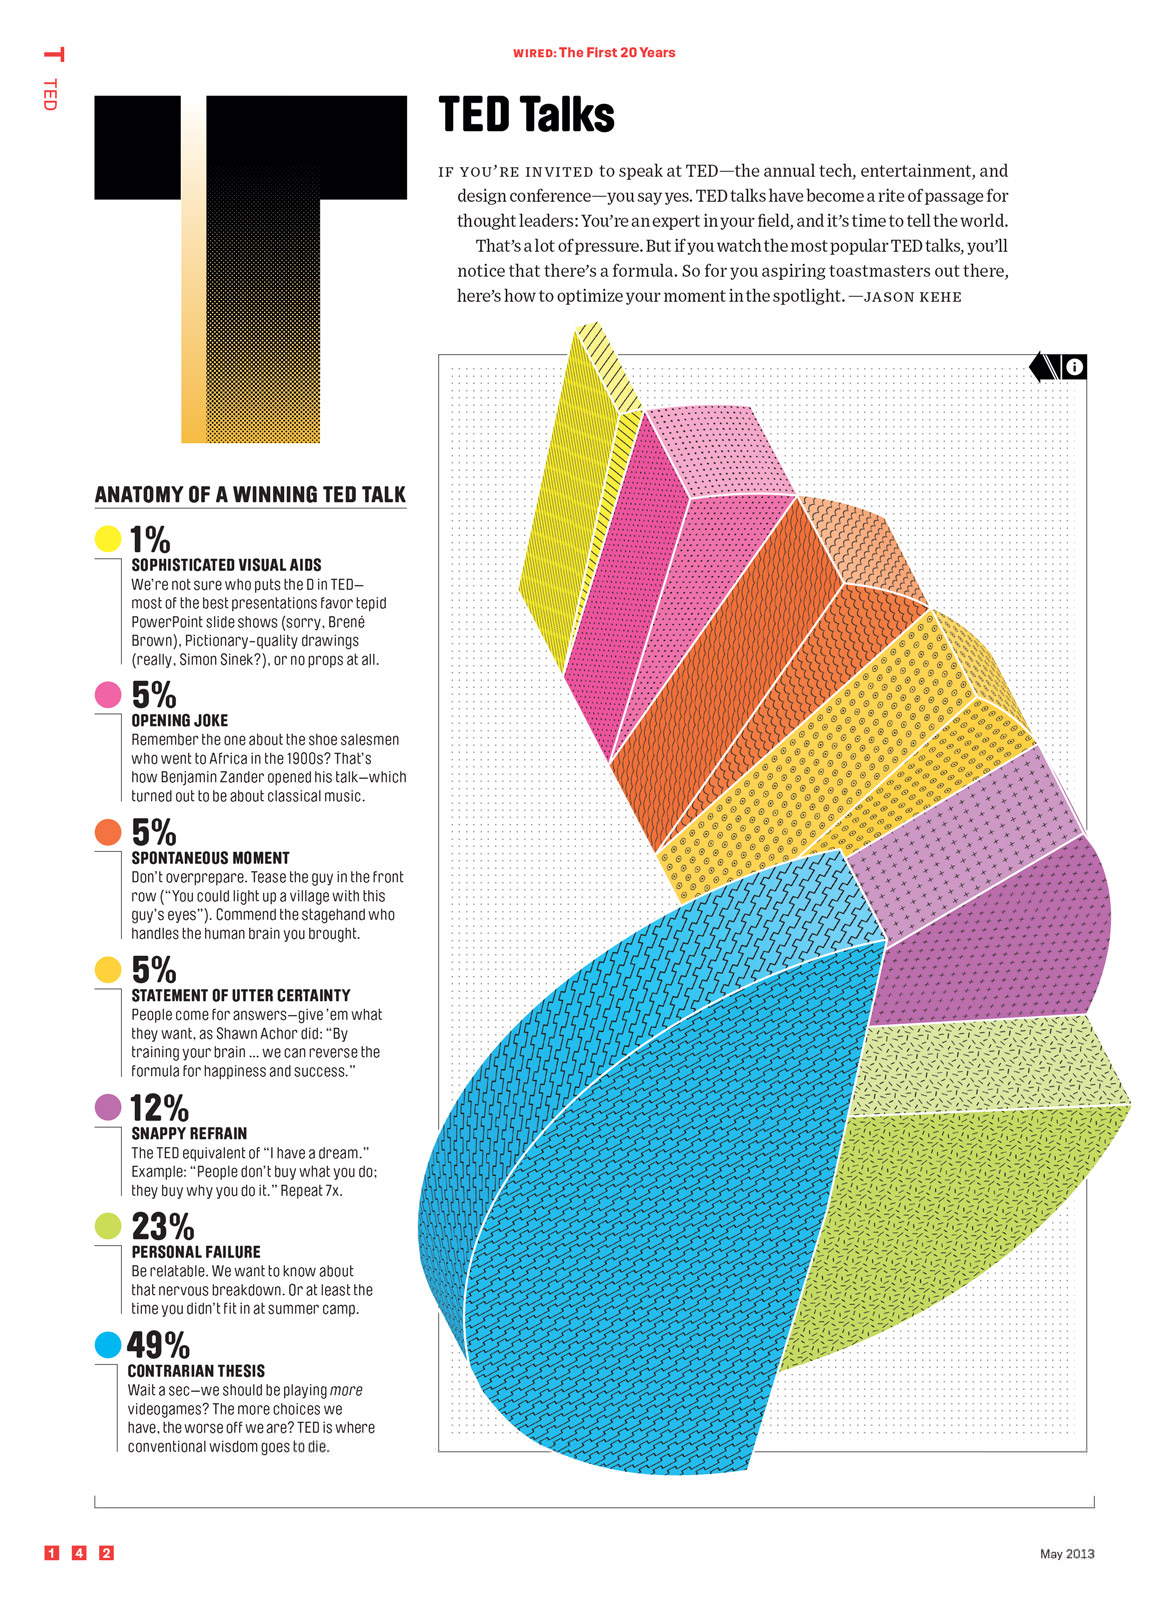 T TED
WIRED: The First 20 Years
T
TED Talks
IF YOU’RE INVITED to speak at TED—the annual tech, entertainment, and
design conference—you say yes. TED talks have become a rite of passage for
thought leaders: You’re an expert in your field, and it’s time to tell the world.
That’s a lot of pressure. But if you watch the most popular TED talks, you’ll
notice that there’s a formula. So for you aspiring toastmasters out there,
here’s how to optimize your moment in the spotlight. —JASON KEHE
i
ANATOMY OF A WINNING TED TALK
1%
SOPHISTICATED VISUAL AIDS
We’re not sure who puts the D in TED—
most of the best presentations favor tepid
PowerPoint slide shows (sorry, Brené
Brown), Pictionary-quality drawings
(really, Simon Sinek?), or no props at all.
5%
OPENING JOKE
Remember the one about the shoe salesmen
who went to Africa in the 1900s? That’s
how Benjamin Zander opened his talk—which
turned out to be about classical music.
5%
SPONTANEOUS MOMENT
Don’t overprepare. Tease the guy in the front
row (“You could light up a village with this
guy’s eyes”). Commend the stagehand who
handles the human brain you brought.
5%
STATEMENT OF UTTER CERTAINTY
People come for answers—give ’em what
they want, as Shawn Achor did: “By
training your brain ... we can reverse the
formula for happiness and success.”
12%
SNAPPY REFRAIN
The TED equivalent of “I have a dream.”
Example: “People don’t buy what you do;
they buy why you do it.” Repeat 7x.
23%
PERSONAL FAILURE
Be relatable. We want to know about
that nervous breakdown. Or at least the
time you didn’t fit in at summer camp.
49%
CONTRARIAN THESIS
Wait a sec—we should be playing more
videogames? The more choices we
have, the worse off we are? TED is where
conventional wisdom goes to die.
1 4 2
May 2013